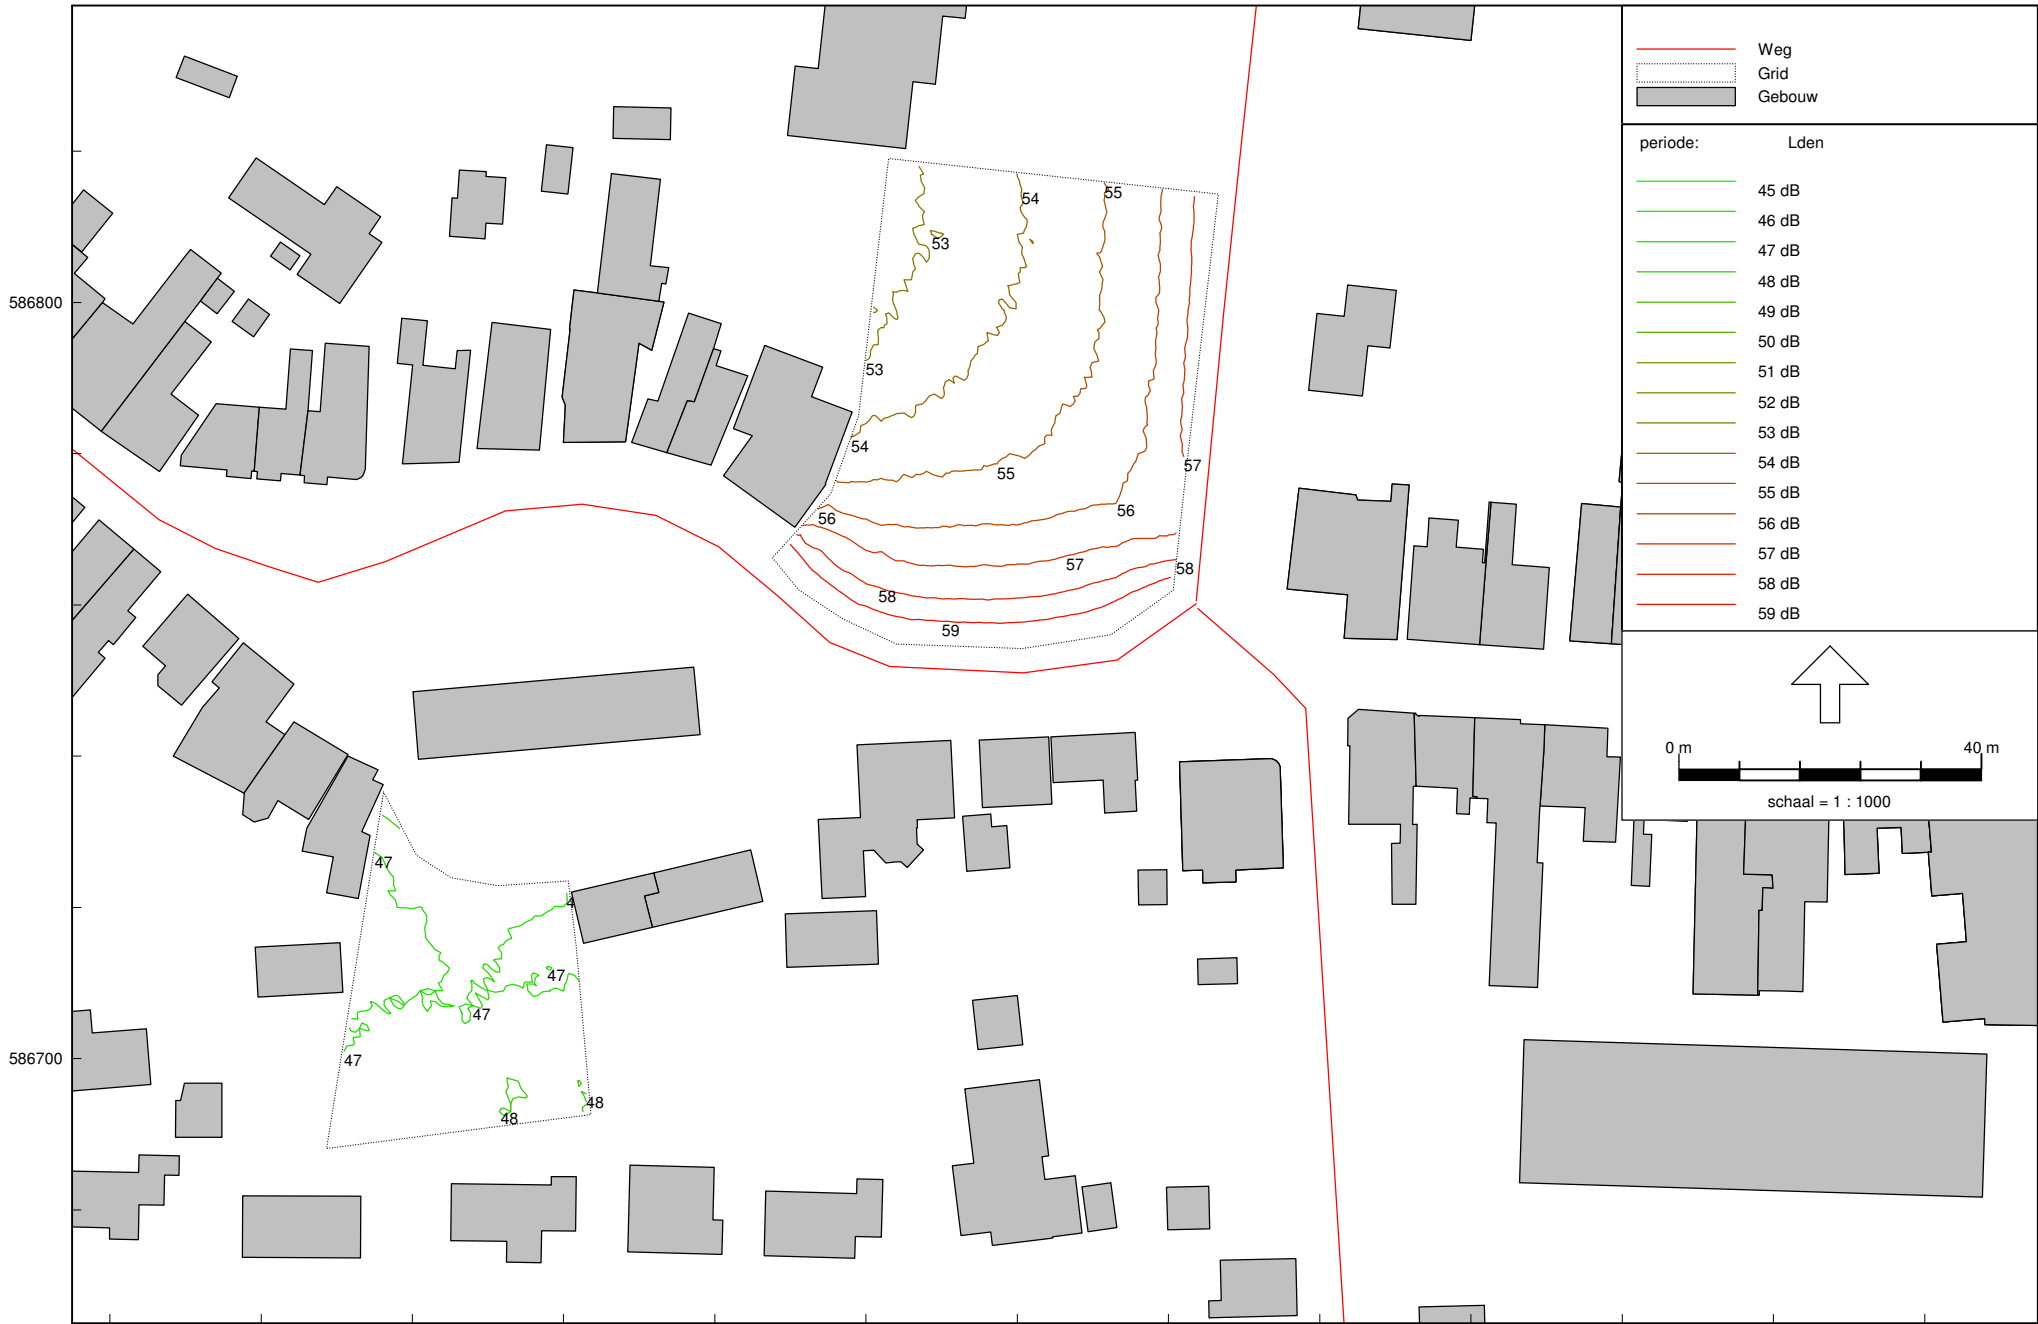 Weg
Grid
Gebouw
periode: Lden
45 dB
46 dB
47 dB
48 dB
49 dB
50 dB
51 dB
52 dB
53 dB
54 dB
55 dB
56 dB
57 dB
58 dB
59 dB
0 m 40 m
schaal = 1 : 1000
586800
586700
55
54
53
53
54
55
57
56
56
57
58
58
59
47
47
47
47
48
48